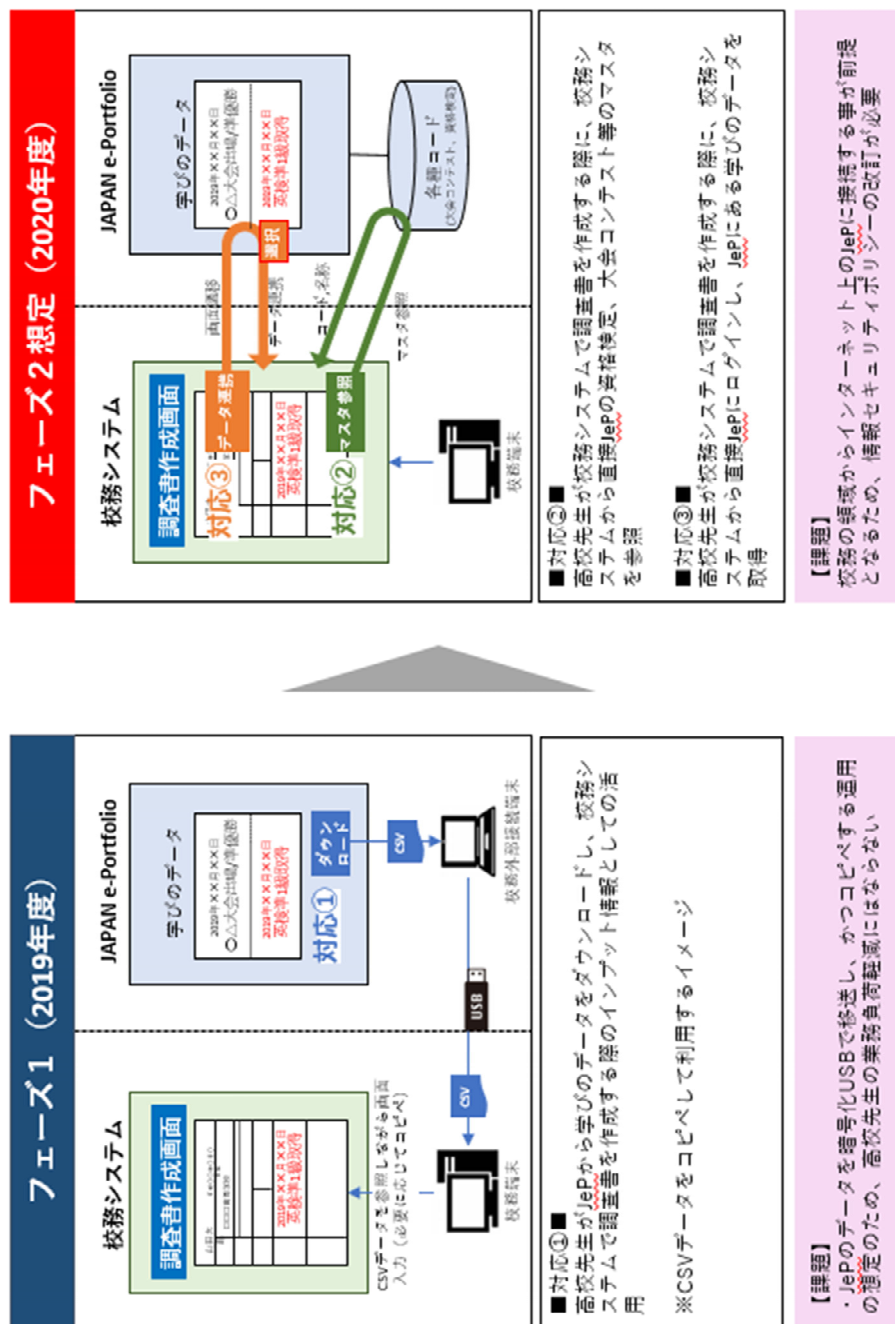 フェーズ１（2019年度）
校務システム
JAPAN e-Portfolio
調査書作成画面
2019年××月××日
英検準1級取得
学びのデータ
2019年××月××日
〇△大会出場/準優勝
2019年××月××日
英検準1級取得
対応①
ダウン
ロード
CSVデータを参照しながら画面
入力（必要に応じてコピペ）
CSV
USB
CSV
校務端末
校務外部接続端末
■対応①■
高校先生がJePから学びのデータをダウンロードし、校務シ
ステムで調査書を作成する際のインプット情報としての活
用
※CSVデータをコピペして利用するイメージ
【課題】
・JePのデータを暗号化USBで移送し、かつコピペする運用
の想定のため、高校先生の業務負荷軽減にはならない
フェーズ２想定（2020年度）
校務システム
JAPAN e-Portfolio
調査書作成画面
対応③
データ連携
2019年××月××日
英検準1級取得
対応②
マスタ参照
校務端末
画面遷移
データ連携
コード,名称
マスタ参照
学びのデータ
2019年××月××日
〇△大会出場/準優勝
2019年××月××日
英検準1級取得
選択
各種コード
(大会コンテスト、資格検定)
■対応②■
高校先生が校務システムで調査書を作成する際に、校務シ
ステムから直接JePの資格検定、大会コンテスト等のマスタ
を参照
■対応③■
高校先生が校務システムで調査書を作成する際に、校務シ
ステムから直接JePにログインし、JePにある学びのデータを
取得
【課題】
校務の領域からインターネット上のJePに接続する事が前提
となるため、情報セキュリティポリシーの改訂が必要